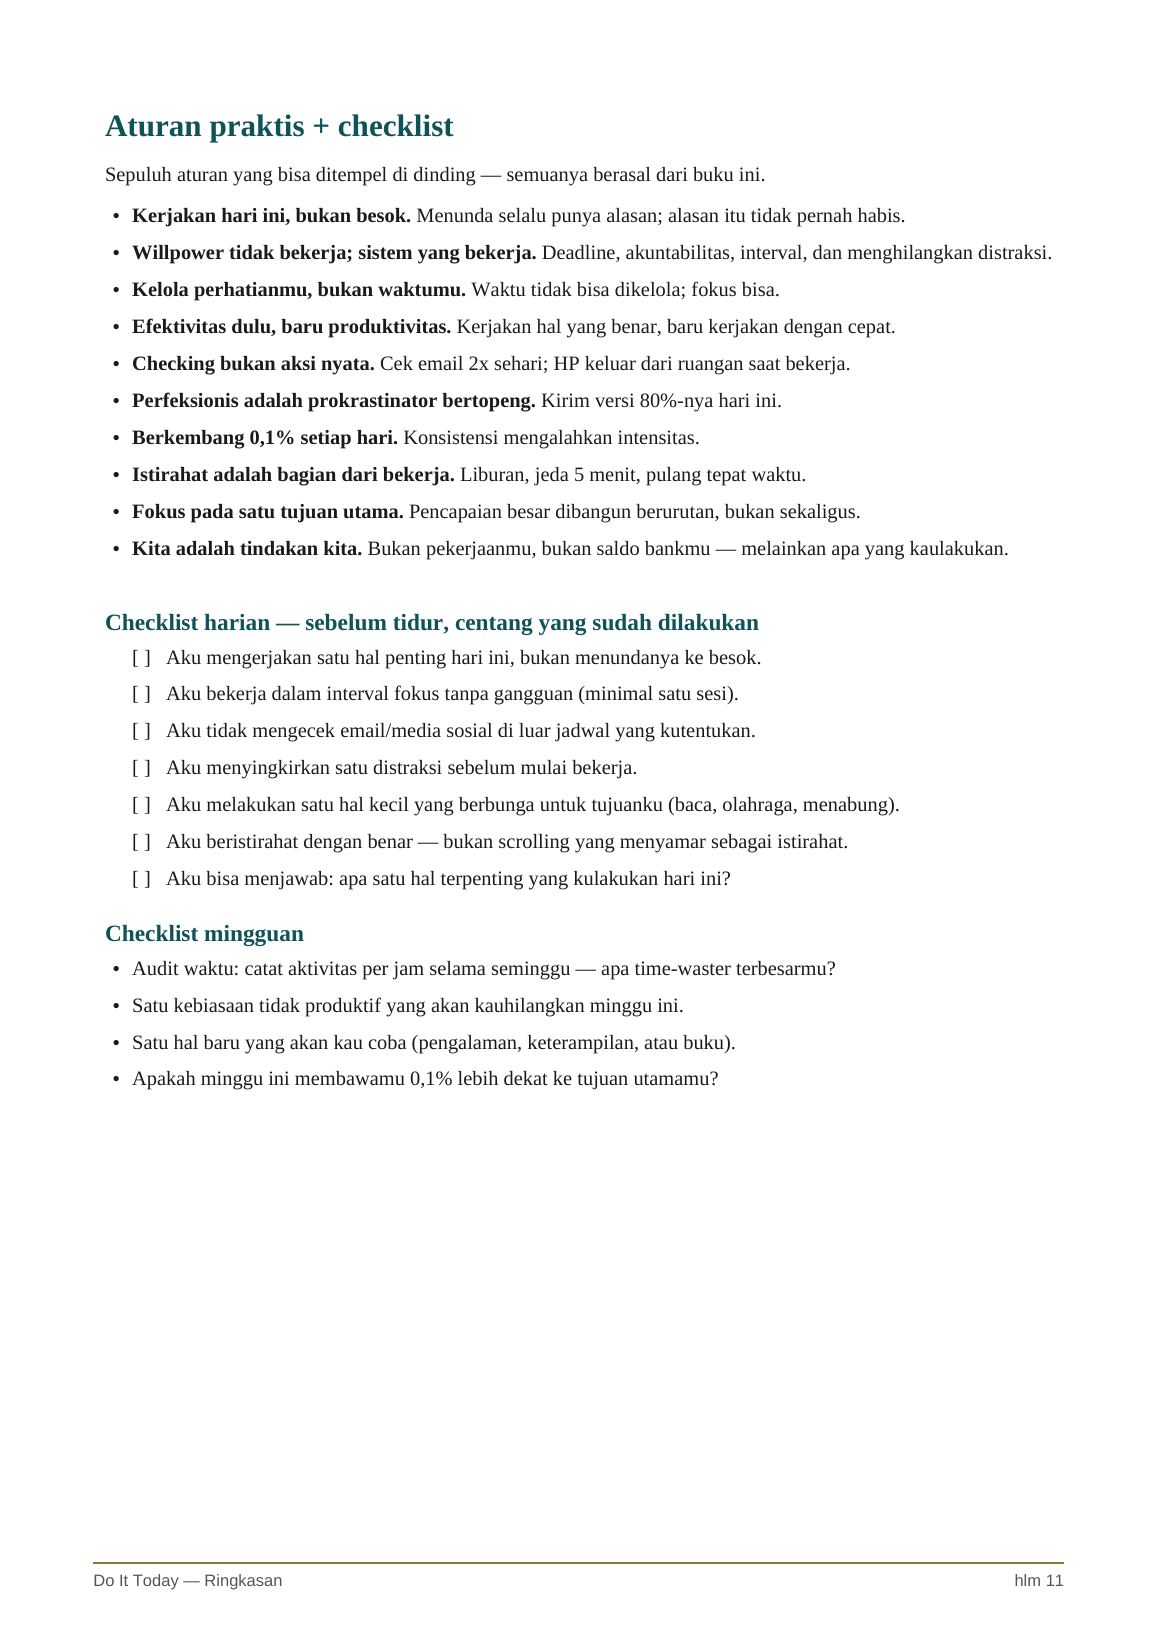 Aturan praktis + checklist
Sepuluh aturan yang bisa ditempel di dinding — semuanya berasal dari buku ini.
• Kerjakan hari ini, bukan besok. Menunda selalu punya alasan; alasan itu tidak pernah habis.
• Willpower tidak bekerja; sistem yang bekerja. Deadline, akuntabilitas, interval, dan menghilangkan distraksi.
• Kelola perhatianmu, bukan waktumu. Waktu tidak bisa dikelola; fokus bisa.
• Efektivitas dulu, baru produktivitas. Kerjakan hal yang benar, baru kerjakan dengan cepat.
• Checking bukan aksi nyata. Cek email 2x sehari; HP keluar dari ruangan saat bekerja.
• Perfeksionis adalah prokrastinator bertopeng. Kirim versi 80%-nya hari ini.
• Berkembang 0,1% setiap hari. Konsistensi mengalahkan intensitas.
• Istirahat adalah bagian dari bekerja. Liburan, jeda 5 menit, pulang tepat waktu.
• Fokus pada satu tujuan utama. Pencapaian besar dibangun berurutan, bukan sekaligus.
• Kita adalah tindakan kita. Bukan pekerjaanmu, bukan saldo bankmu — melainkan apa yang kaulakukan.
Checklist harian — sebelum tidur, centang yang sudah dilakukan
[ ] Aku mengerjakan satu hal penting hari ini, bukan menundanya ke besok.
[ ] Aku bekerja dalam interval fokus tanpa gangguan (minimal satu sesi).
[ ] Aku tidak mengecek email/media sosial di luar jadwal yang kutentukan.
[ ] Aku menyingkirkan satu distraksi sebelum mulai bekerja.
[ ] Aku melakukan satu hal kecil yang berbunga untuk tujuanku (baca, olahraga, menabung).
[ ] Aku beristirahat dengan benar — bukan scrolling yang menyamar sebagai istirahat.
[ ] Aku bisa menjawab: apa satu hal terpenting yang kulakukan hari ini?
Checklist mingguan
• Audit waktu: catat aktivitas per jam selama seminggu — apa time-waster terbesarmu?
• Satu kebiasaan tidak produktif yang akan kauhilangkan minggu ini.
• Satu hal baru yang akan kau coba (pengalaman, keterampilan, atau buku).
• Apakah minggu ini membawamu 0,1% lebih dekat ke tujuan utamamu?
Do It Today — Ringkasan
hlm 11